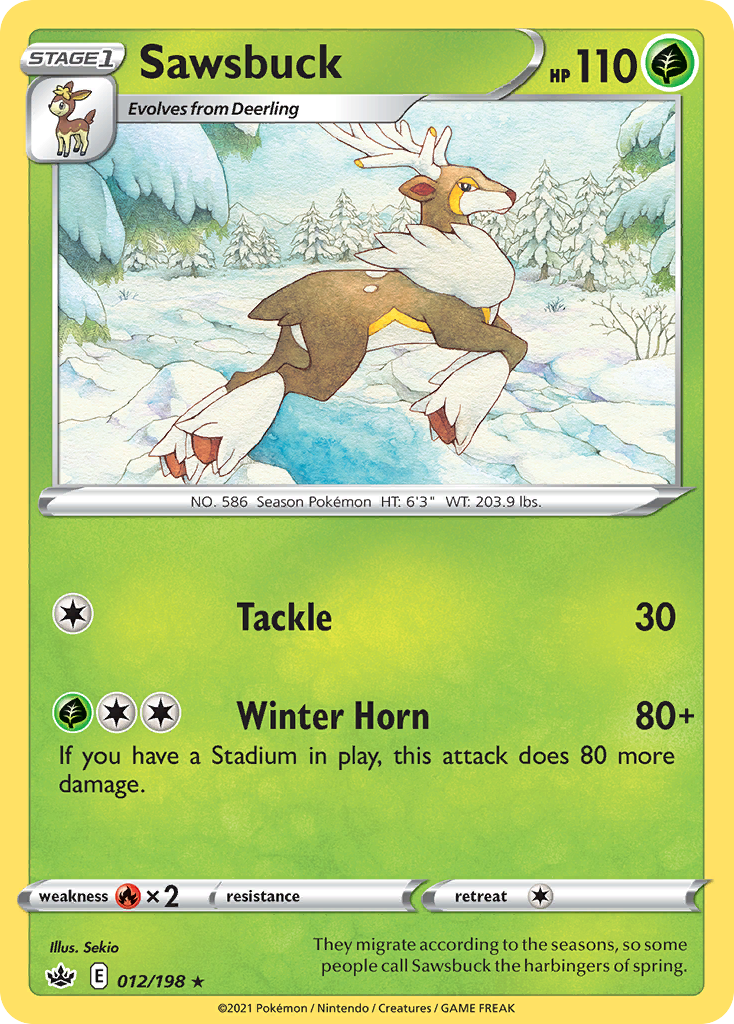 STAGE1
Sawsbuck
HP 110
Evolves from Deerling
NO. 586 Season Pokémon HT: 6'3" WT: 203.9 lbs.
Tackle 30
Winter Horn 80+
If you have a Stadium in play, this attack does 80 more
damage.
weakness ×2 resistance retreat
Illus. Sekio
They migrate according to the seasons, so some
people call Sawsbuck the harbingers of spring.
E 012/198 ★
©2021 Pokémon / Nintendo / Creatures / GAME FREAK